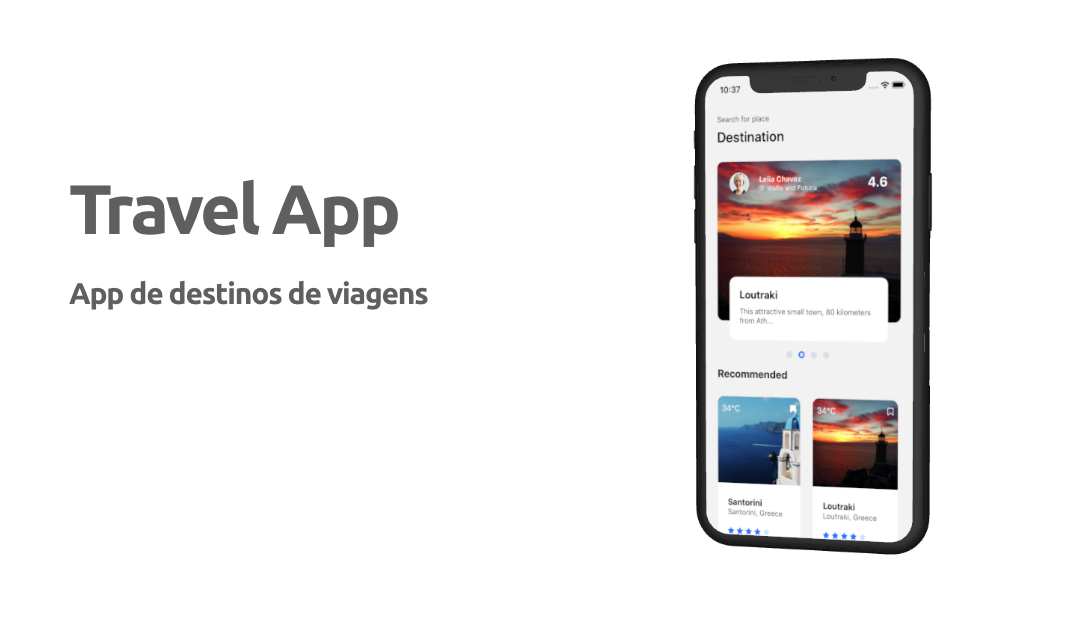 Travel App
App de destinos de viagens
10:37
Search for place
Destination
Leila Chavez
Wallis and Futuna
4.6
Loutraki
This attractive small town, 80 kilometers
from Ath...
Recommended
34°C
34°C
Santorini
Santorini, Greece
Loutraki
Loutraki, Greece